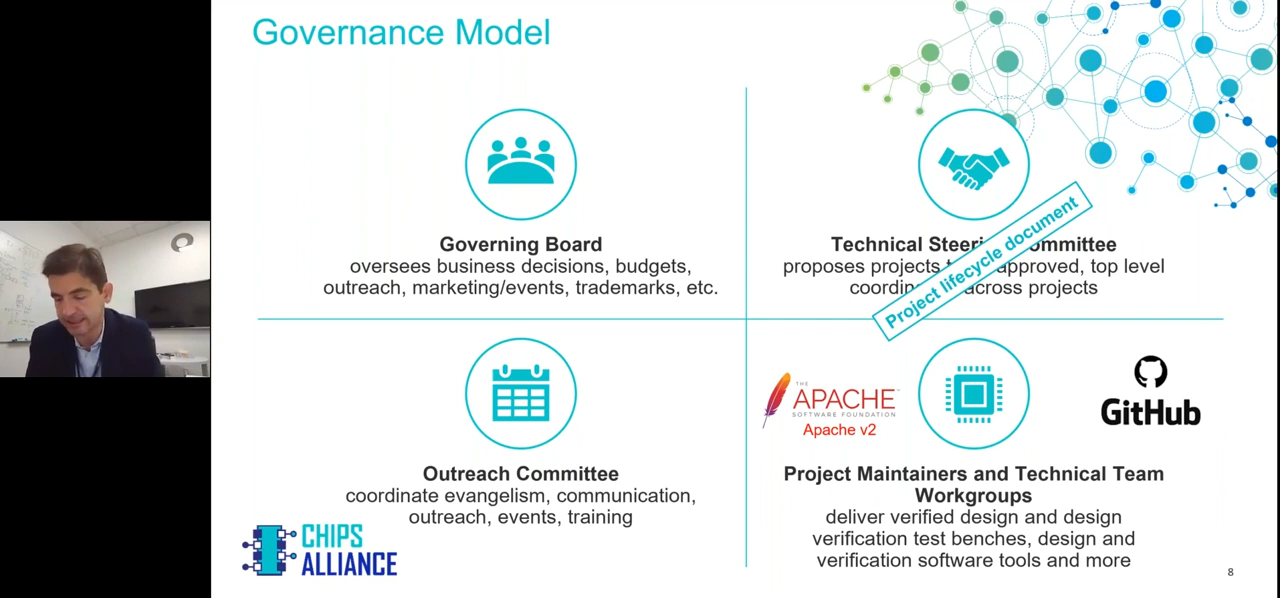 Governance Model
Governing Board
oversees business decisions, budgets,
outreach, marketing/events, trademarks, etc.
Technical Steering Committee
proposes projects approved, top level
across projects
Project lifecycle document
Outreach Committee
coordinate evangelism, communication,
outreach, events, training
THE
APACHE
SOFTWARE FOUNDATION
Apache v2
GitHub
Project Maintainers and Technical Team
Workgroups
deliver verified design and design
verification test benches, design and
verification software tools and more
CHIPS
ALLIANCE
8